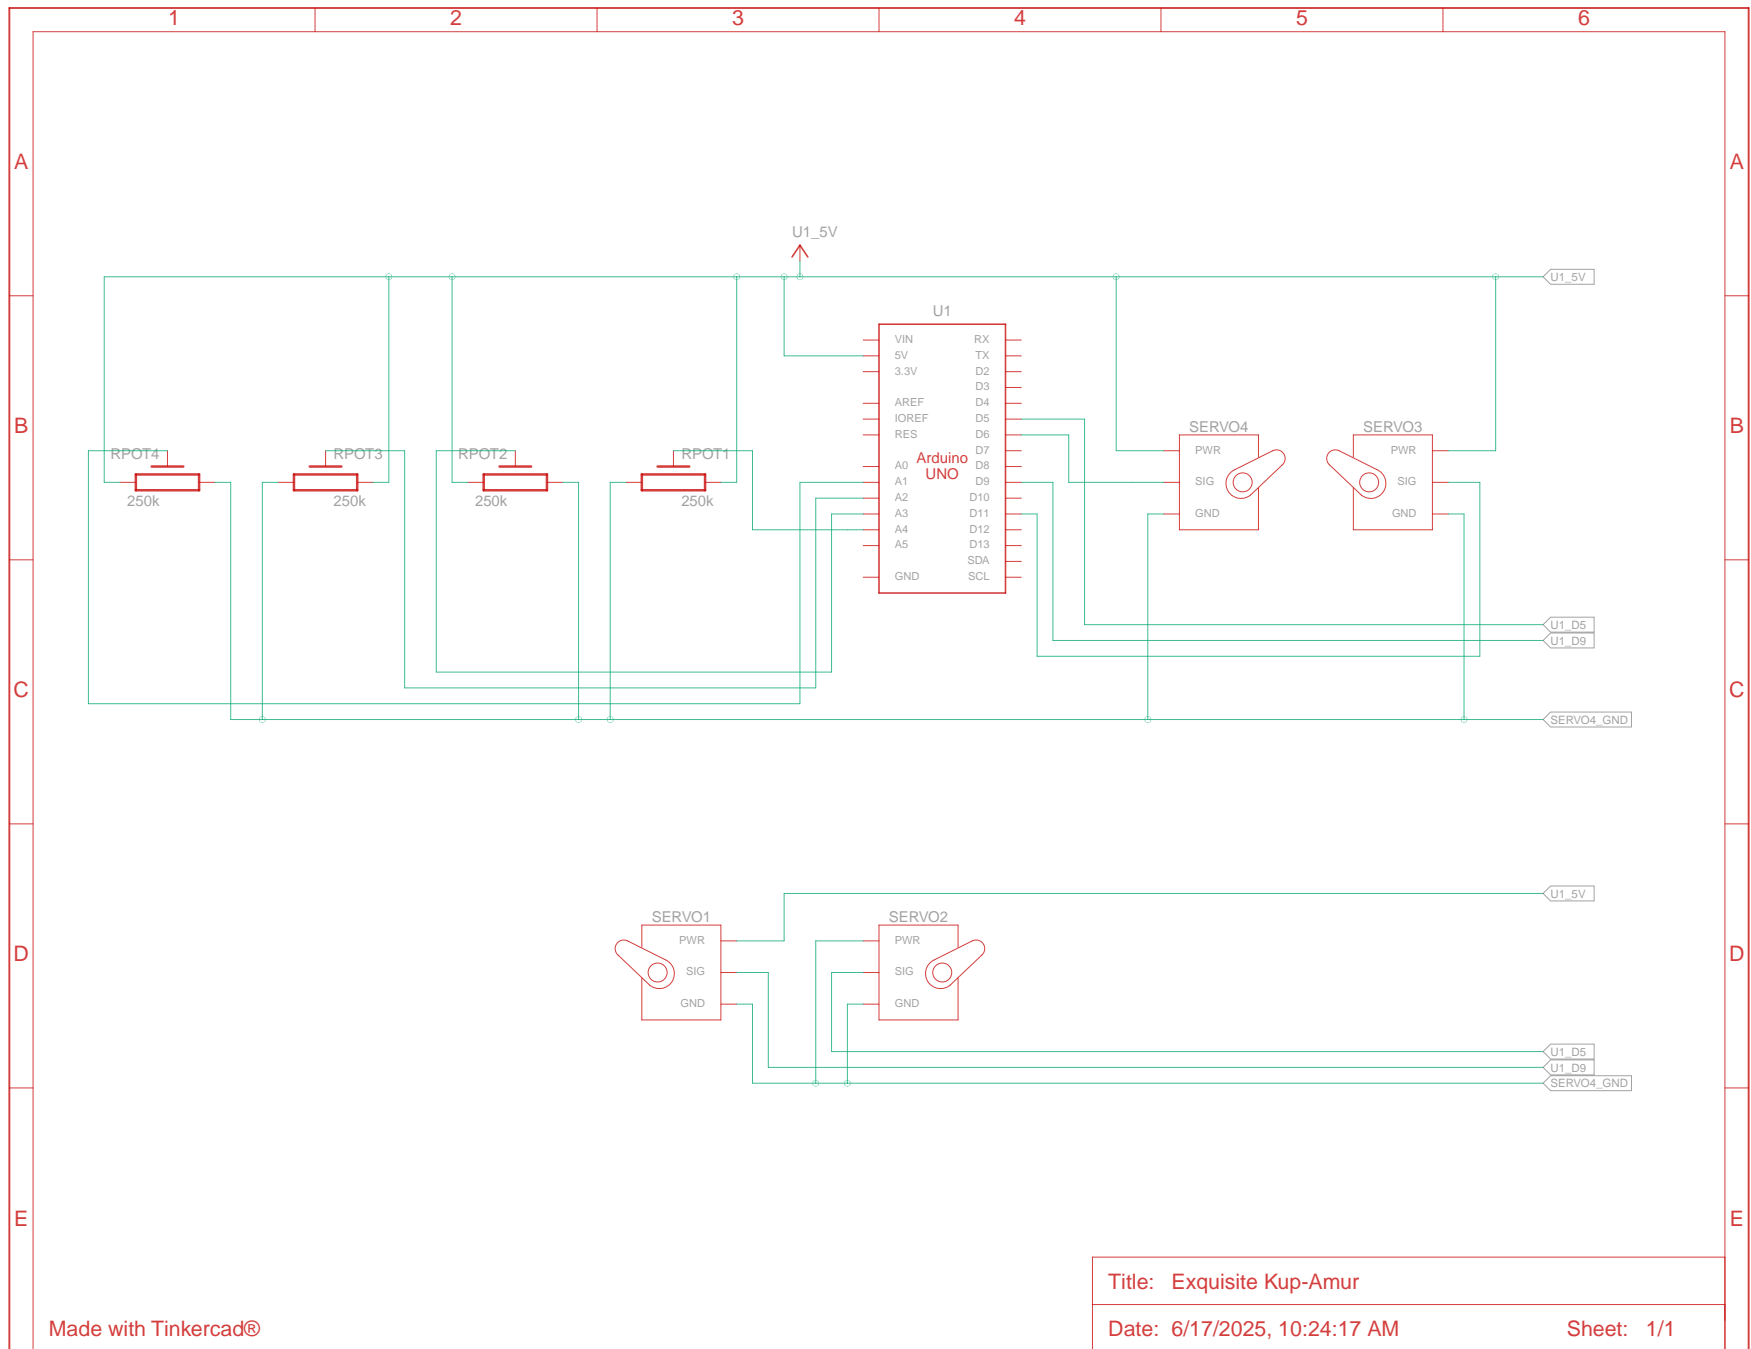 1 2 3 4 5 6
A A
U1_5V
U1_5V
B B
U1
VIN RX
5V TX
3.3V D2
D3
AREF D4
IOREF D5
RES D6
D7
A0 D8
A1 D9
A2 D10
A3 D11
A4 D12
A5 D13
SDA
GND SCL
Arduino
UNO
RPOT4 RPOT3 RPOT2 RPOT1
250k 250k 250k 250k
SERVO4 SERVO3
PWR PWR
SIG SIG
GND GND
U1_D5
U1_D9
C C
SERVO4_GND
U1_5V
SERVO1 SERVO2
PWR PWR
D D
SIG SIG
GND GND
U1_D5
U1_D9
SERVO4_GND
E E
Title: Exquisite Kup-Amur
Made with Tinkercad®
Date: 6/17/2025, 10:24:17 AM Sheet: 1/1